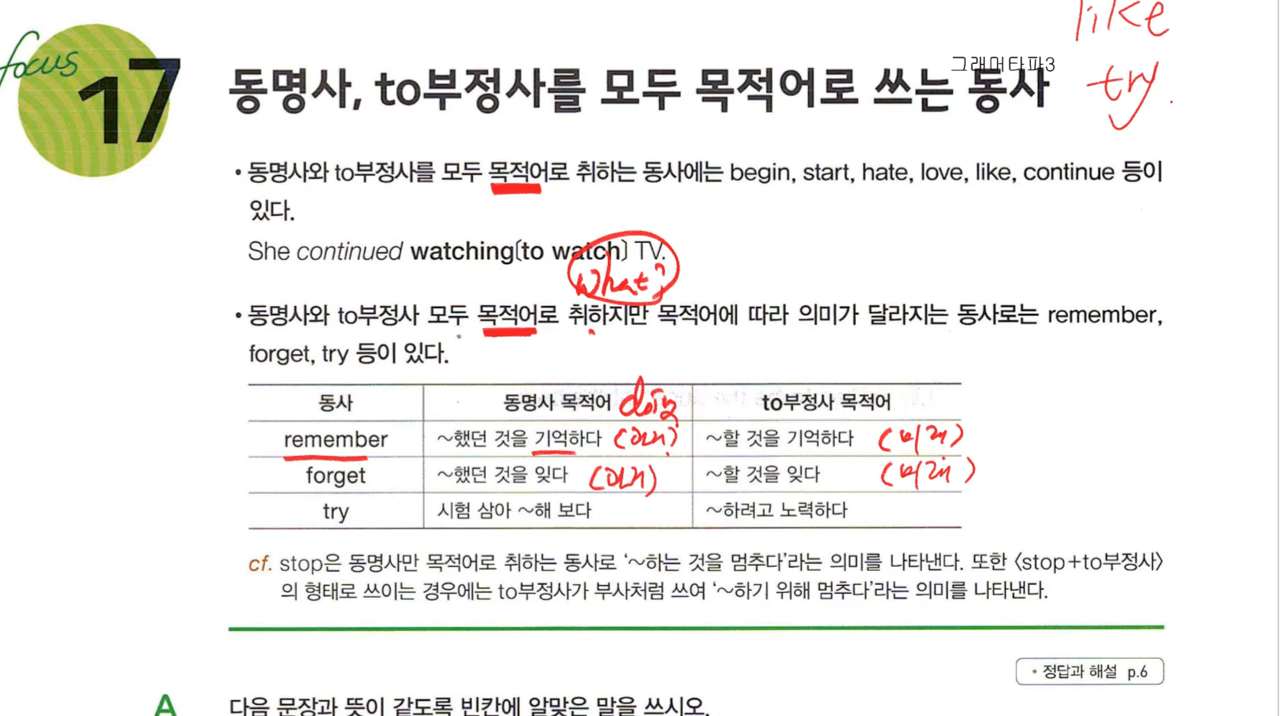 like
focus
17
그래머타파3
동명사, to부정사를 모두 목적어로 쓰는 동사
try
• 동명사와 to부정사를 모두 목적어로 취하는 동사에는 begin, start, hate, love, like, continue 등이
있다.
She continued watching(to watch) TV.
What?
• 동명사와 to부정사 모두 목적어로 취하지만 목적어에 따라 의미가 달라지는 동사로는 remember,
forget, try 등이 있다.
동사 동명사 목적어 to부정사 목적어
remember ~했던 것을 기억하다 ~할 것을 기억하다
forget ~했던 것을 잊다 ~할 것을 잊다 (미래)
try 시험 삼아 ~해 보다 ~하려고 노력하다
cf. stop은 동명사만 목적어로 취하는 동사로 ‘~하는 것을 멈추다’라는 의미를 나타낸다. 또한 〈stop+to부정사〉
의 형태로 쓰이는 경우에는 to부정사가 부사처럼 쓰여 ‘~하기 위해 멈추다’라는 의미를 나타낸다.
• 정답과 해설 p.6
A 다음 문장과 뜻이 같도록 빈칸에 알맞은 말을 쓰시오.